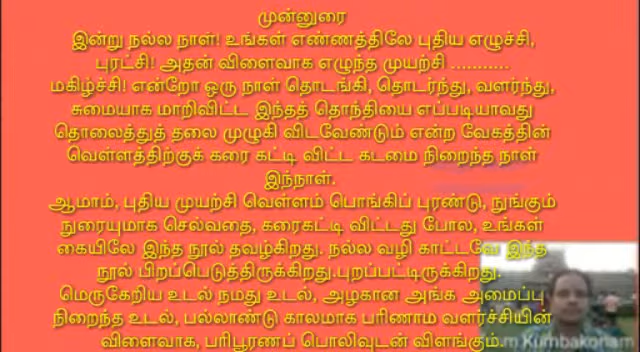 முன்னுரை
இன்று நல்ல நாள்! உங்கள் எண்ணத்திலே புதிய எழுச்சி,
புரட்சி! அதன் விளைவாக எழுந்த முயற்சி ...........
மகிழ்ச்சி! என்றோ ஒரு நாள் தொடங்கி, தொடர்ந்து, வளர்ந்து,
சுமையாக மாறிவிட்ட இந்தத் தொந்தியை எப்படியாவது
தொலைத்துத் தலை முழுகி விடவேண்டும் என்ற வேகத்தின்
வெள்ளத்திற்குக் கரை கட்டி விட்ட கடமை நிறைந்த நாள்
இந்நாள்.
ஆமாம், புதிய முயற்சி வெள்ளம் பொங்கிப் புரண்டு, நுங்கும்
நுரையுமாக செல்வதை, கரைகட்டி விட்டது போல, உங்கள்
கையிலே இந்த நூல் தவழ்கிறது. நல்ல வழி காட்டவே இந்த
நூல் பிறப்பெடுத்திருக்கிறது.புறப்பட்டிருக்கிறது.
மெருகேறிய உடல் நமது உடல், அழகான அங்க அமைப்பு
நிறைந்த உடல், பல்லாண்டு காலமாக பரிணாம வளர்ச்சியின்
விளைவாக, பரிபூரணப் பொலிவுடன் விளங்கும்.
Kumbakonam